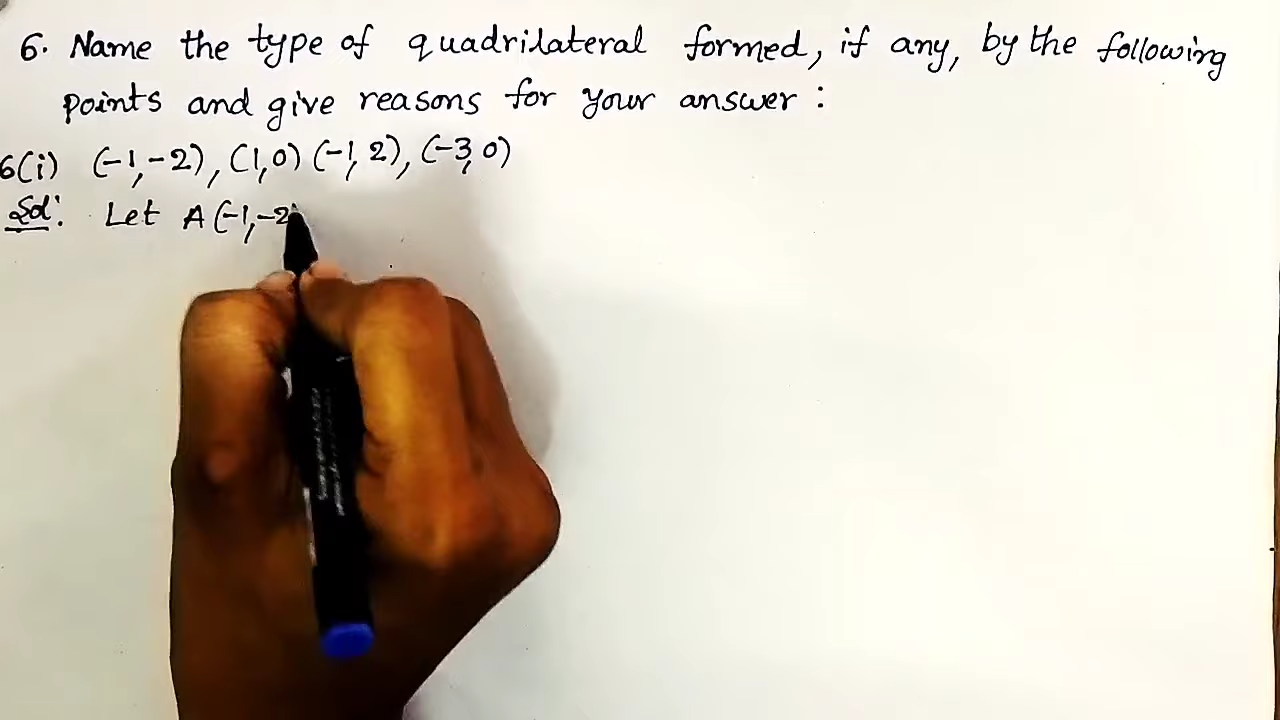 6. Name the type of quadrilateral formed, if any, by the following
points and give reasons for your answer :
6(i) (-1,-2), (1,0) (-1,2), (-3,0)
Sol: Let A(-1,-2)